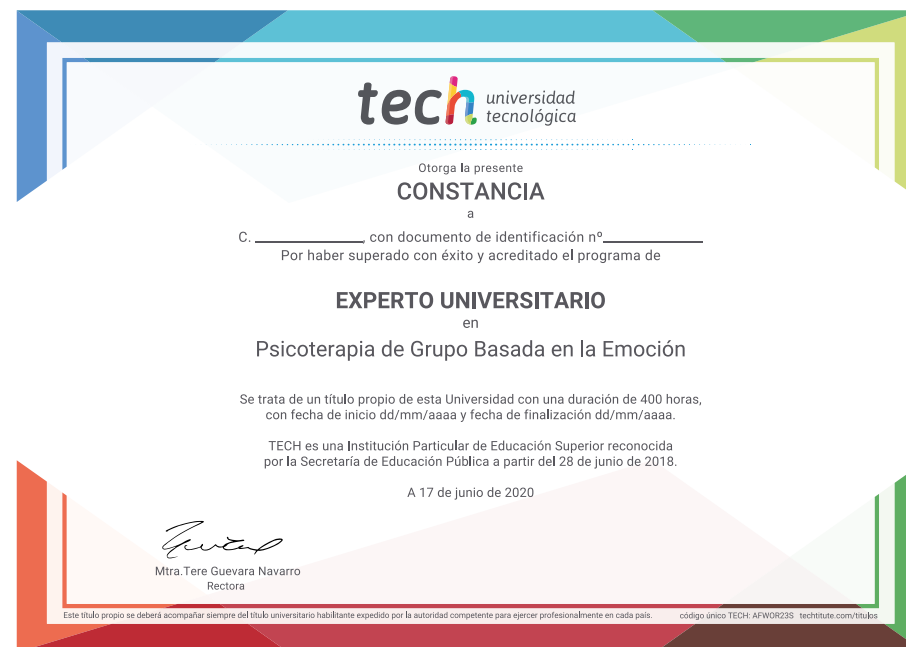 tech universidad
tecnológica
Otorga la presente
CONSTANCIA
a
C. ____________, con documento de identificación nº____________
Por haber superado con éxito y acreditado el programa de
EXPERTO UNIVERSITARIO
en
Psicoterapia de Grupo Basada en la Emoción
Se trata de un título propio de esta Universidad con una duración de 400 horas,
con fecha de inicio dd/mm/aaaa y fecha de finalización dd/mm/aaaa.
TECH es una Institución Particular de Educación Superior reconocida
por la Secretaría de Educación Pública a partir del 28 de junio de 2018.
A 17 de junio de 2020
Mtra.Tere Guevara Navarro
Rectora
Este título propio se deberá acompañar siempre del título universitario habilitante expedido por la autoridad competente para ejercer profesionalmente en cada país. código único TECH: AFWOR23S techtitute.com/titulos